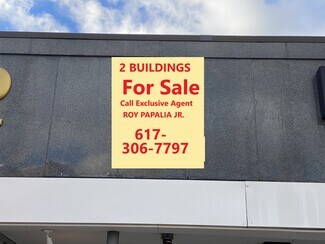 2 BUILDINGS
For Sale
Call Exclusive Agent
ROY PAPALIA JR.
617-
306-7797